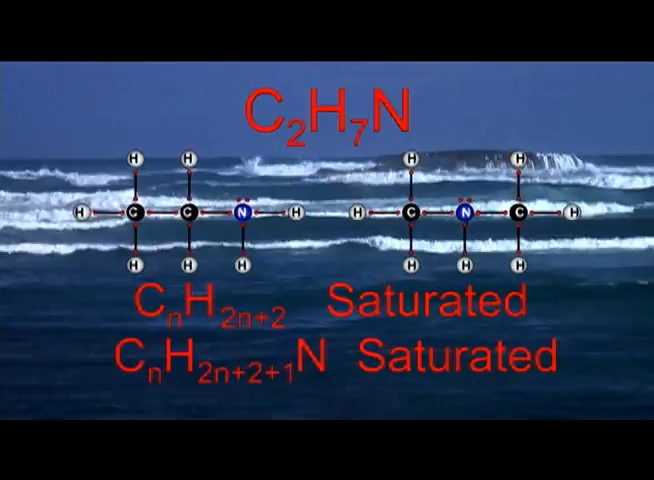 C₂H₇N
H H H
H C C N H H C N C H
H H H H H H
CₙH₂ₙ₊₂ Saturated
CₙH₂ₙ₊₂₊₁N Saturated